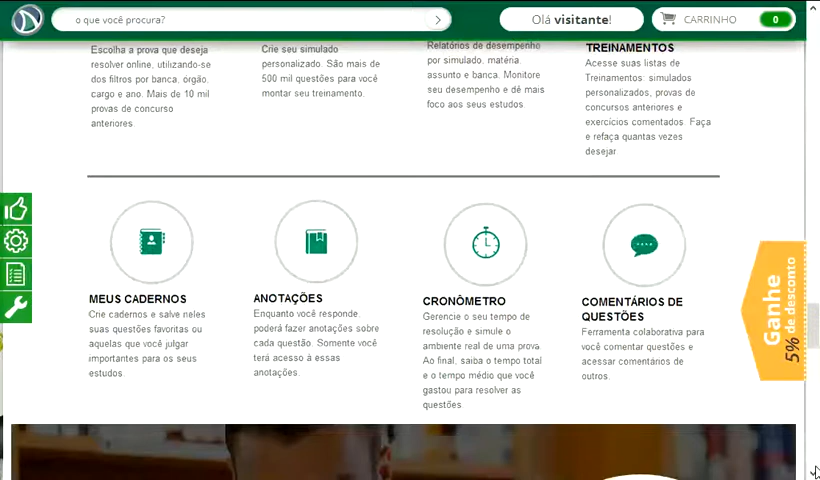 o que você procura?
Olá visitante!
CARRINHO
0
Escolha a prova que deseja
resolver online, utilizando-se
dos filtros por banca, órgão,
cargo e ano. Mais de 10 mil
provas de concurso
anteriores.
Crie seu simulado
personalizado. São mais de
500 mil questões para você
montar seu treinamento.
Relatórios de desempenho
por simulado, matéria,
assunto e banca. Monitore
seu desempenho e dê mais
foco aos seus estudos.
TREINAMENTOS
Acesse suas listas de
Treinamentos: simulados
personalizados, provas de
concursos anteriores e
exercícios comentados. Faça
e refaça quantas vezes
desejar
MEUS CADERNOS
Crie cadernos e salve neles
suas questões favoritas ou
aquelas que você julgar
importantes para os seus
estudos.
ANOTAÇÕES
Enquanto você responde,
poderá fazer anotações sobre
cada questão. Somente você
terá acesso à essas
anotações.
CRONÔMETRO
Gerencie o seu tempo de
resolução e simule o
ambiente real de uma prova.
Ao final, saiba o tempo total
e o tempo médio que você
gastou para resolver as
questões.
COMENTÁRIOS DE
QUESTÕES
Ferramenta colaborativa para
você comentar questões e
acessar comentários de
outros.
Ganhe
5% de desconto